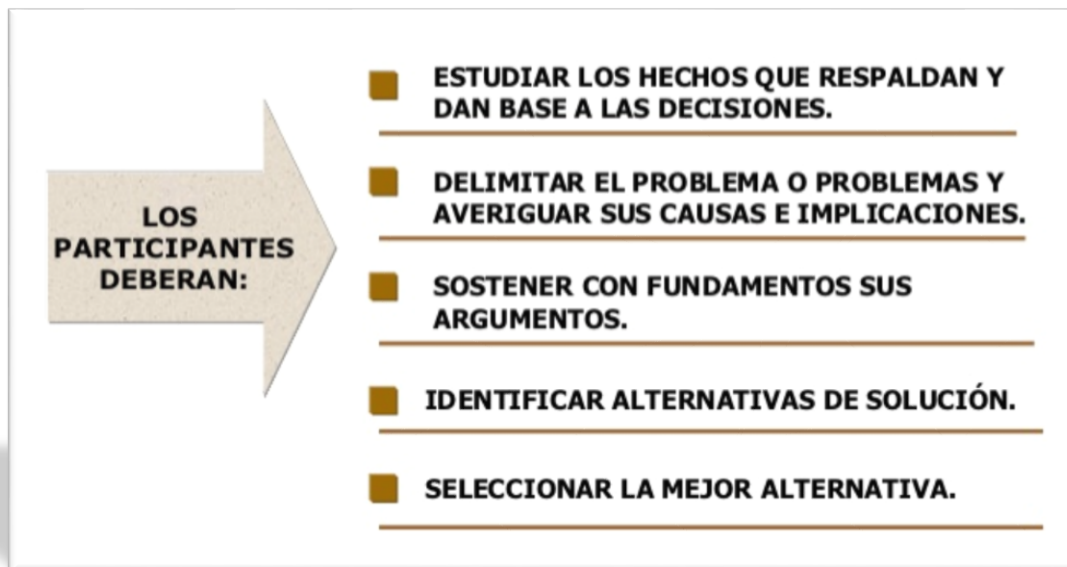 LOS
PARTICIPANTES
DEBERAN:
ESTUDIAR LOS HECHOS QUE RESPALDAN Y
DAN BASE A LAS DECISIONES.
DELIMITAR EL PROBLEMA O PROBLEMAS Y
AVERIGUAR SUS CAUSAS E IMPLICACIONES.
SOSTENER CON FUNDAMENTOS SUS
ARGUMENTOS.
IDENTIFICAR ALTERNATIVAS DE SOLUCIÓN.
SELECCIONAR LA MEJOR ALTERNATIVA.